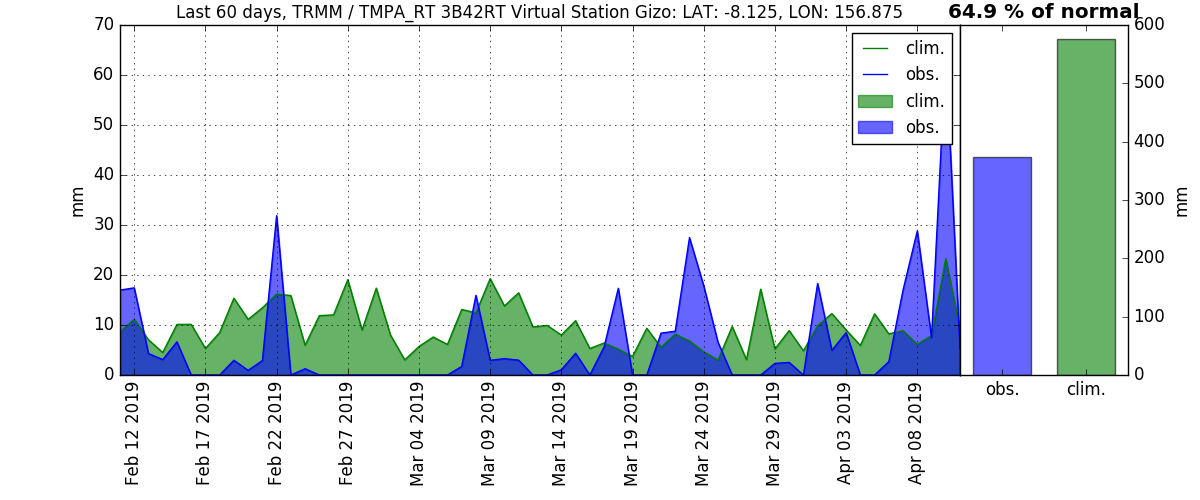 Last 60 days, TRMM / TMPA_RT 3B42RT Virtual Station Gizo: LAT: -8.125, LON: 156.875
64.9 % of normal
70
60
50
40
30
20
10
0
mm
clim.
obs.
clim.
obs.
600
500
400
300
200
100
0
mm
obs.
clim.
Feb 12 2019
Feb 17 2019
Feb 22 2019
Feb 27 2019
Mar 04 2019
Mar 09 2019
Mar 14 2019
Mar 19 2019
Mar 24 2019
Mar 29 2019
Apr 03 2019
Apr 08 2019